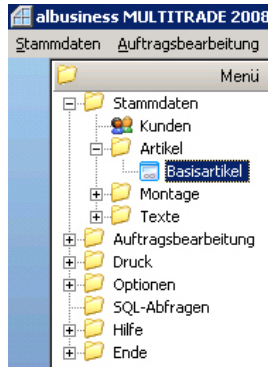 albusiness MULTITRADE 2008
Stammdaten Auftragsbearbeitung
Menü
Stammdaten
Kunden
Artikel
Basisartikel
Montage
Texte
Auftragsbearbeitung
Druck
Optionen
SQL-Abfragen
Hilfe
Ende